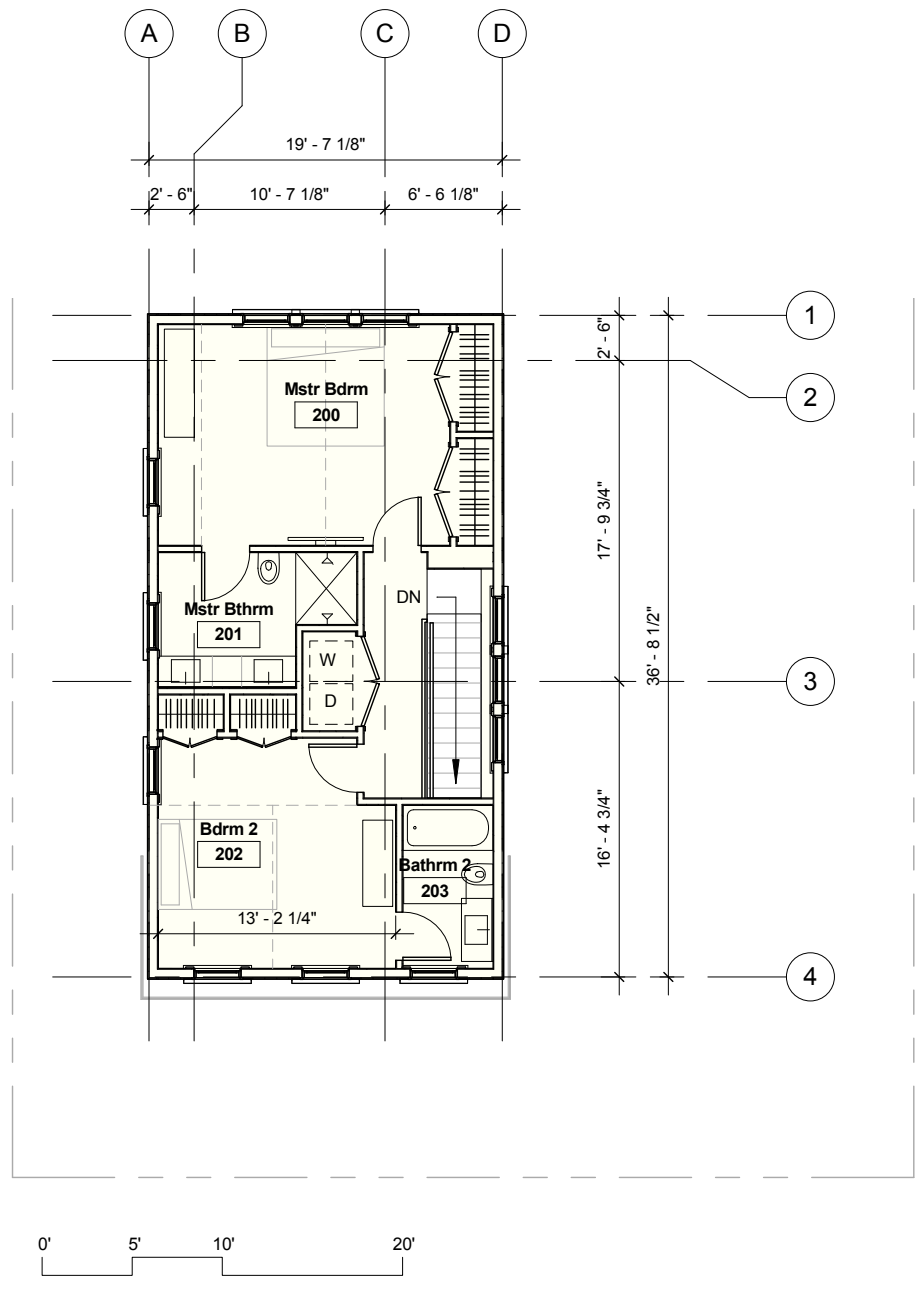 A
B
C
D
19' - 7 1/8"
2' - 6"
10' - 7 1/8"
6' - 6 1/8"
1
2' - 6"
2
Mstr Bdrm
200
17' - 9 3/4"
DN
Mstr Bthrm
201
36' - 8 1/2"
W
D
3
16' - 4 3/4"
Bdrm 2
202
Bathrm 2
203
13' - 2 1/4"
4
0' 5' 10' 20'